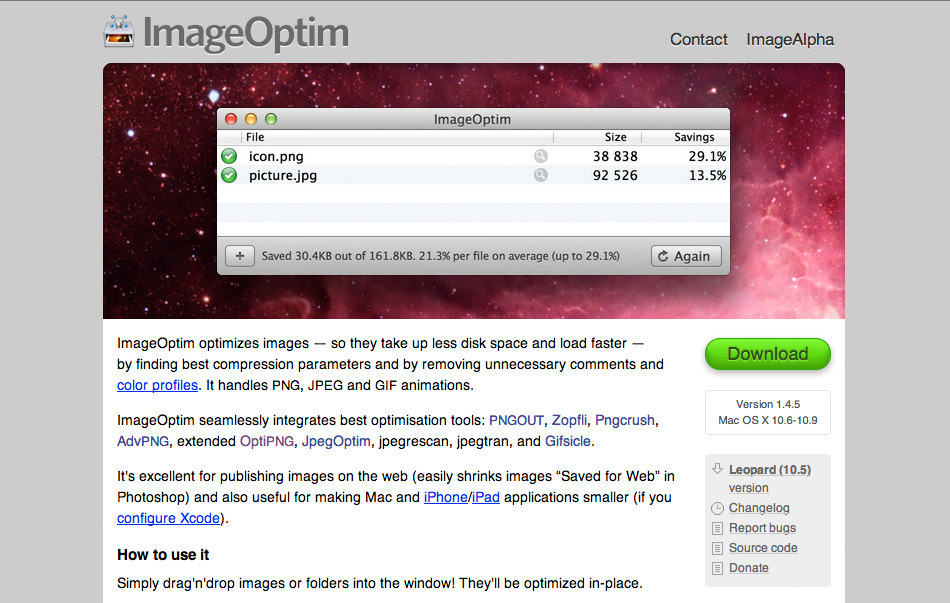 ImageOptim
Contact ImageAlpha
ImageOptim
File Size Savings
icon.png 38 838 29.1%
picture.jpg 92 526 13.5%
+ Saved 30.4KB out of 161.8KB. 21.3% per file on average (up to 29.1%) Again
ImageOptim optimizes images — so they take up less disk space and load faster —
by finding best compression parameters and by removing unnecessary comments and
color profiles. It handles PNG, JPEG and GIF animations.
ImageOptim seamlessly integrates best optimisation tools: PNGOUT, Zopfli, Pngcrush,
AdvPNG, extended OptiPNG, JpegOptim, jpegrescan, jpegtran, and Gifsicle.
It's excellent for publishing images on the web (easily shrinks images “Saved for Web” in
Photoshop) and also useful for making Mac and iPhone/iPad applications smaller (if you
configure Xcode).
How to use it
Simply drag'n'drop images or folders into the window! They'll be optimized in-place.
Download
Version 1.4.5
Mac OS X 10.6-10.9
Leopard (10.5)
version
Changelog
Report bugs
Source code
Donate